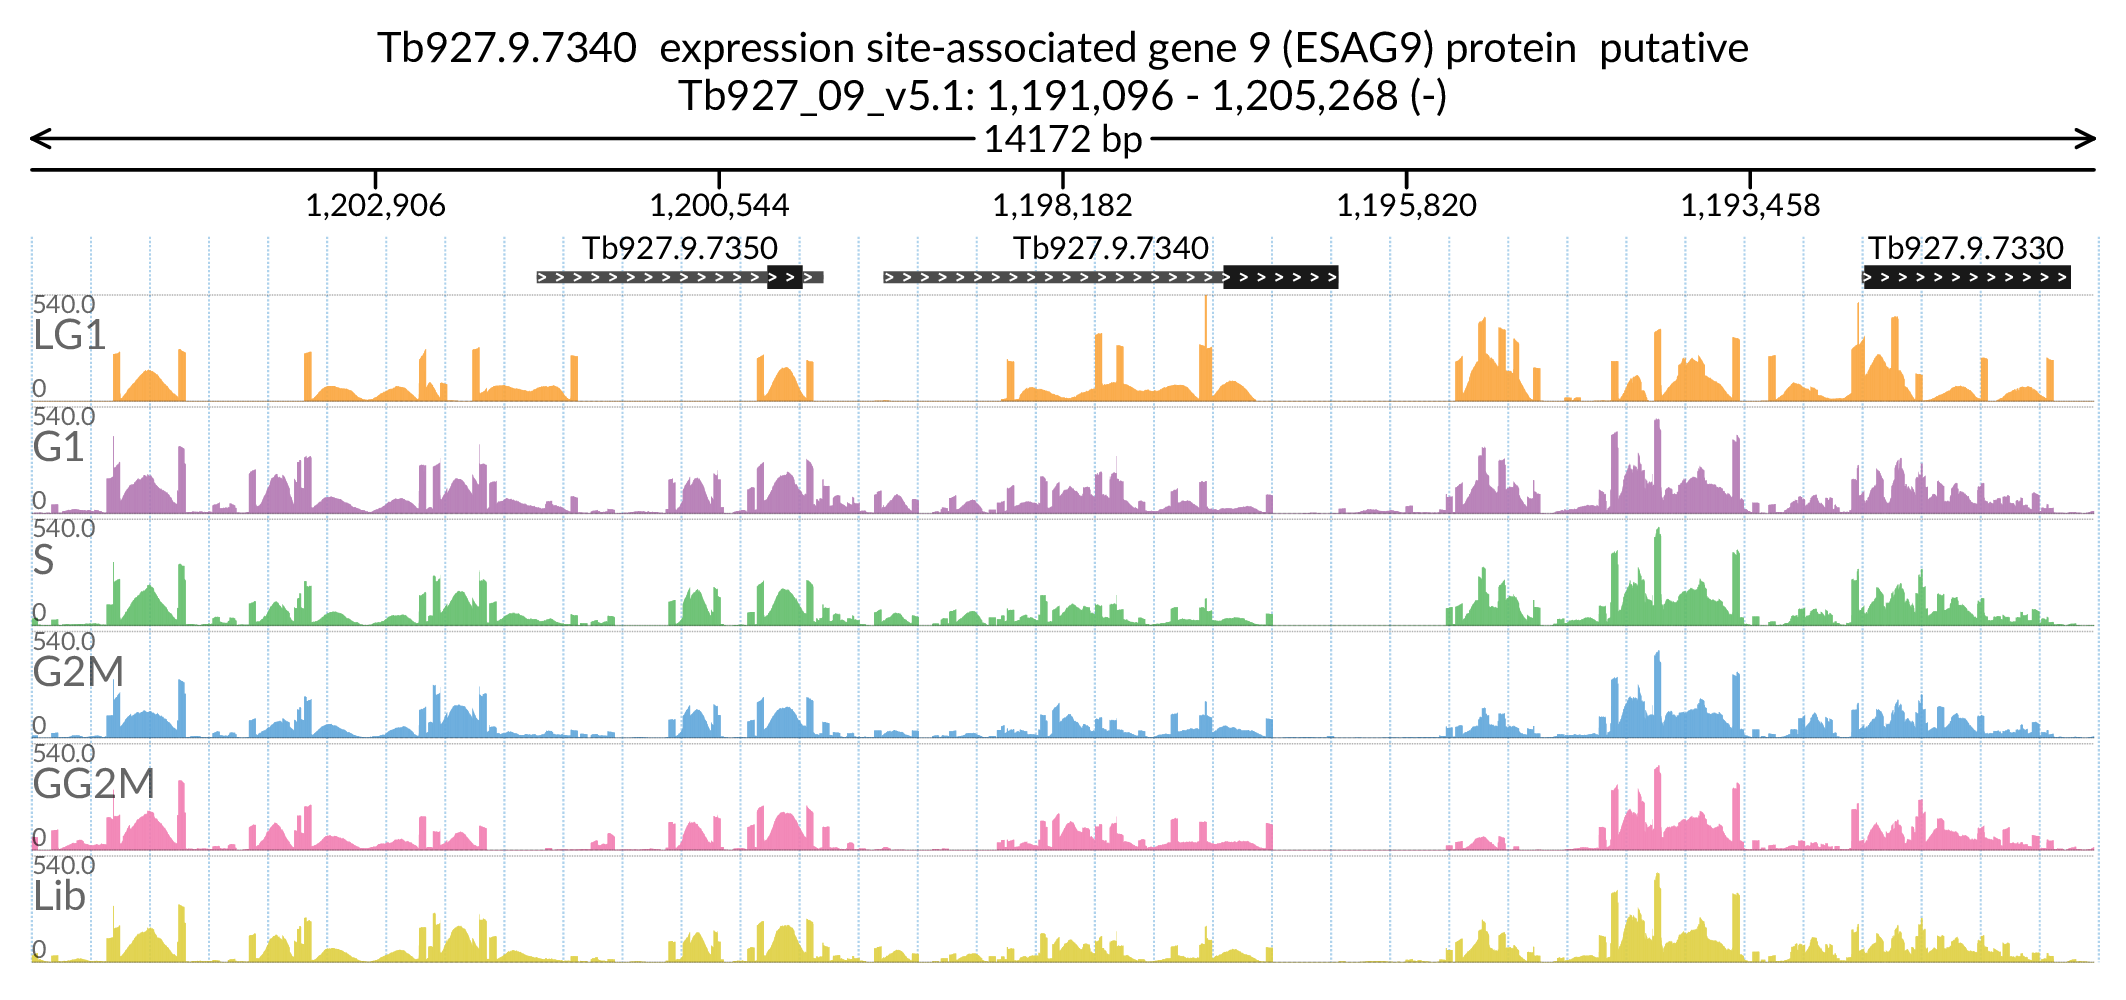 Tb927.9.7340  expression site-associated gene 9 (ESAG9) protein  putative
Tb927_09_v5.1: 1,191,096 - 1,205,268 (-)
14172 bp
1,202,906 1,200,544 1,198,182 1,195,820 1,193,458
Tb927.9.7350 Tb927.9.7340 Tb927.9.7330
540.0
LG1
0
540.0
G1
0
540.0
S
0
540.0
G2M
0
540.0
GG2M
0
540.0
Lib
0